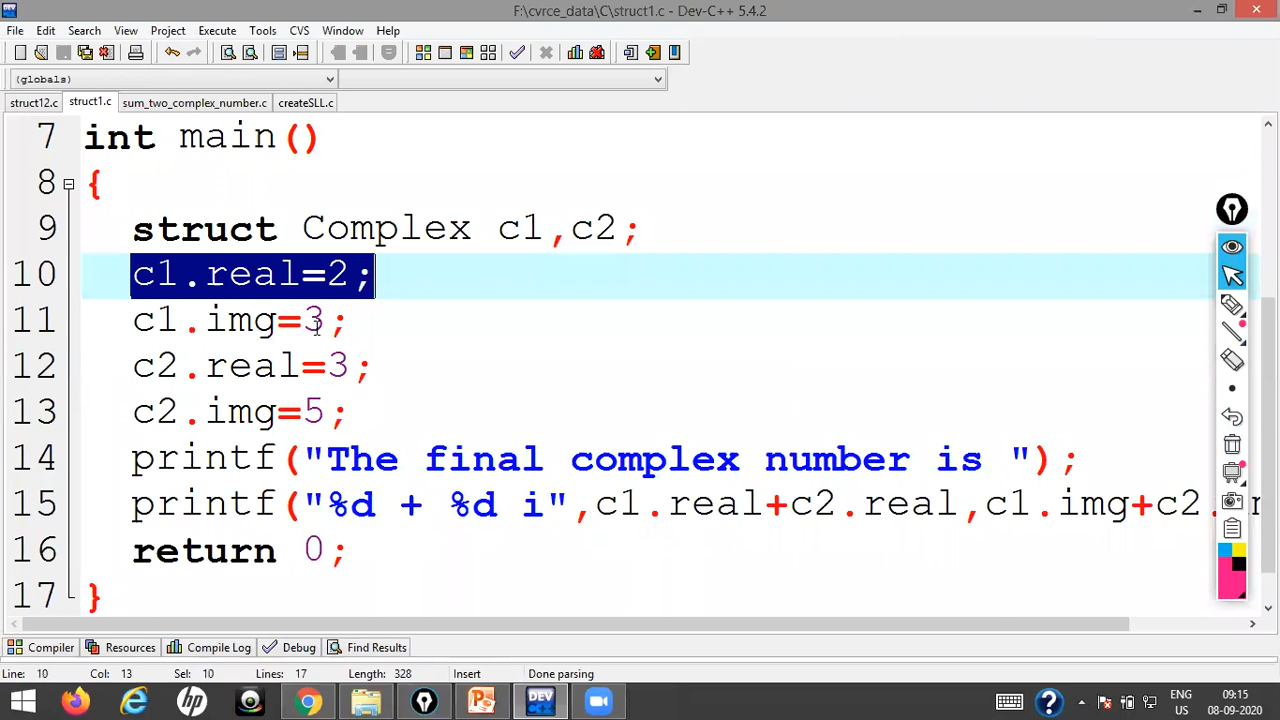 F:\cvrce_data\C\struct1.c - Dev-C++ 5.4.2
File Edit Search View Project Execute Tools CVS Window Help
(globals)
struct12.c struct1.c sum_two_complex_number.c createSLL.c
7 int main()
8 {
9 struct Complex c1,c2;
10 c1.real=2;
11 c1.img=3;
12 c2.real=3;
13 c2.img=5;
14 printf("The final complex number is ");
15 printf("%d + %d i",c1.real+c2.real,c1.img+c2.
16 return 0;
17 }
Compiler Resources Compile Log Debug Find Results
Line: 10 Col: 13 Sel: 10 Lines: 17 Length: 328 Insert Done parsing
hp DEV ENG 09:15
US 08-09-2020